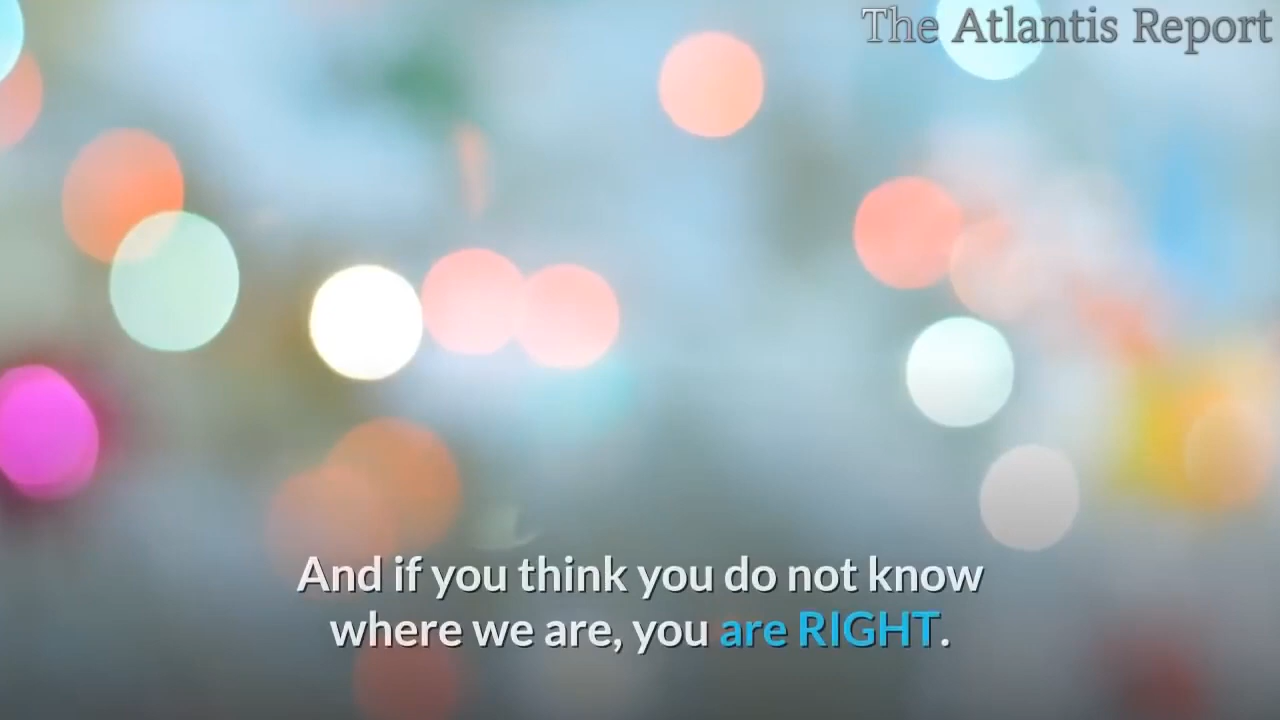 The Atlantis Report
And if you think you do not know
where we are, you are RIGHT.